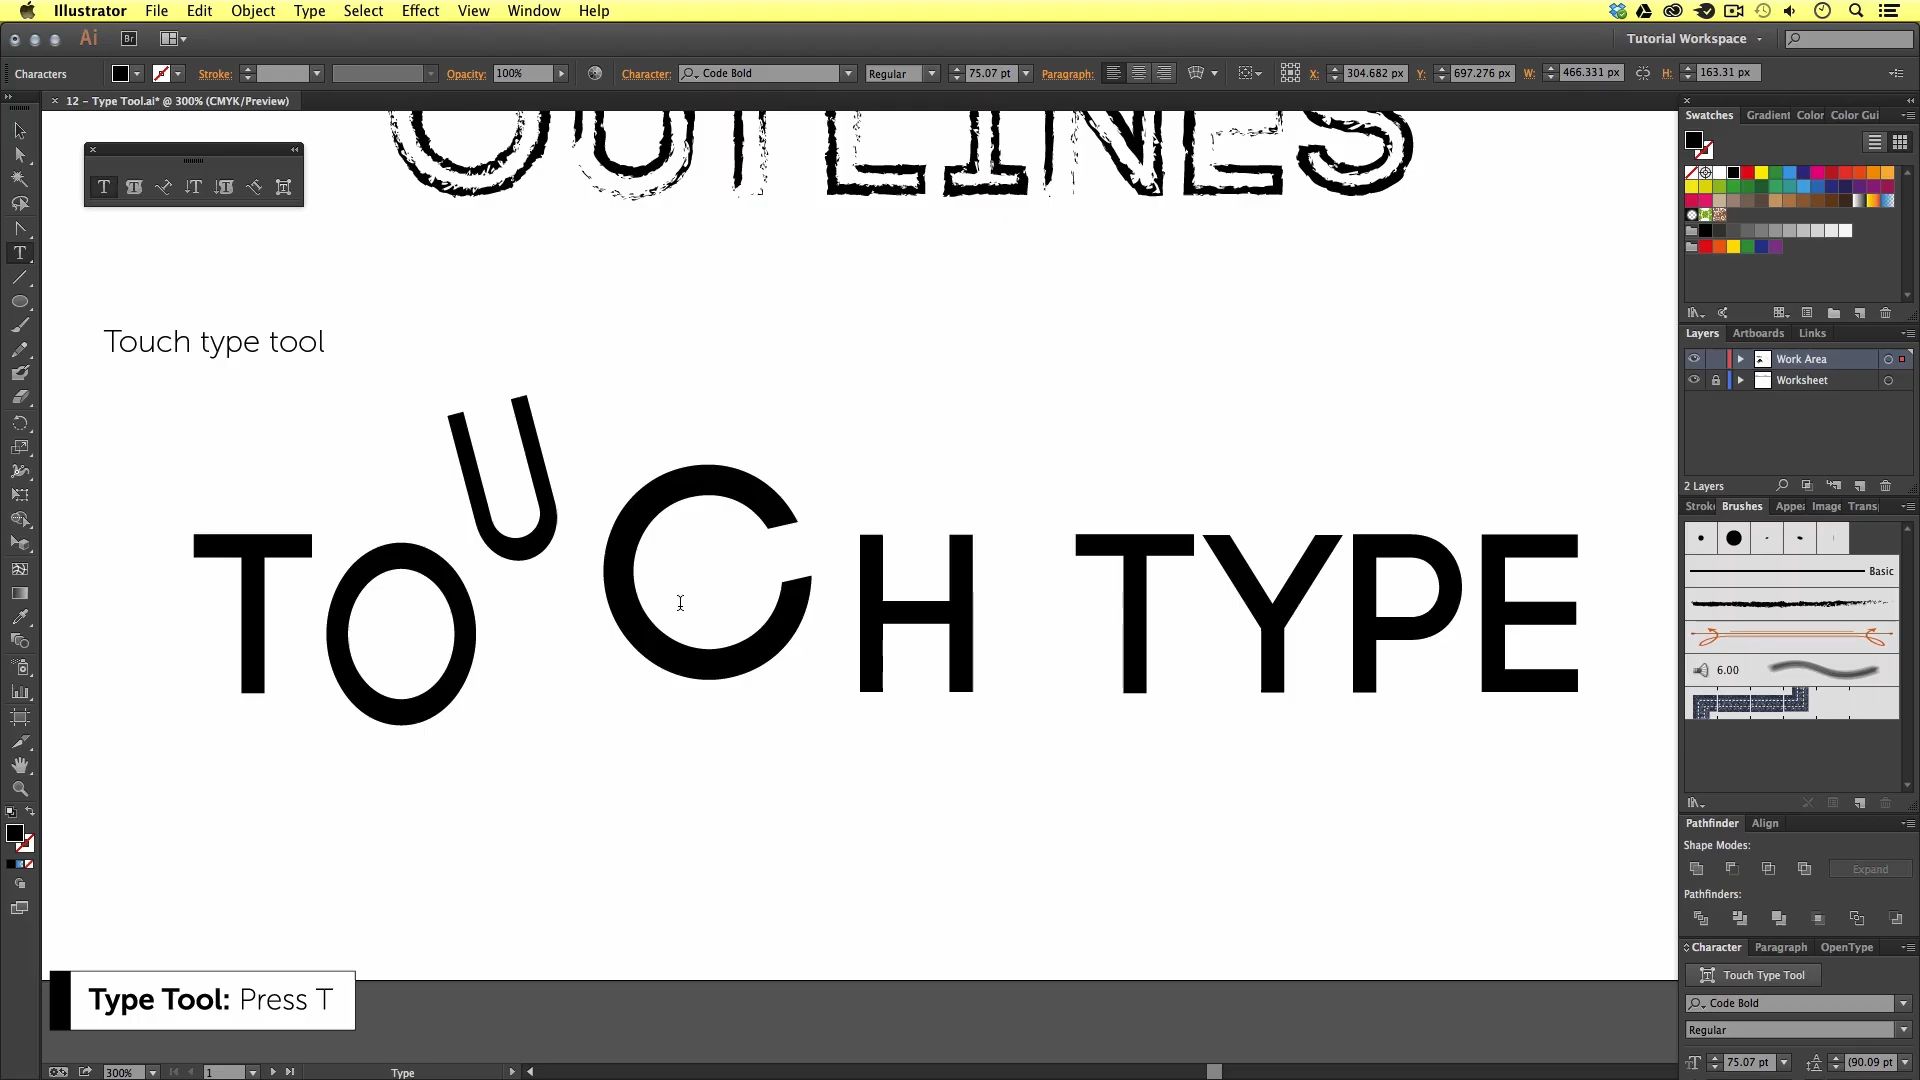 Illustrator File Edit Object Type Select Effect View Window Help
Ai Br Tutorial Workspace
Characters Stroke: Opacity: 100% Character: Code Bold Regular 75.07 pt Paragraph: X: 304.682 px Y: 697.276 px W: 466.331 px H: 163.31 px
12 – Type Tool.ai* @ 300% (CMYK/Preview)
Swatches Gradient Color Color Gui
OUTLINES
Layers Artboards Links
Touch type tool
Work Area
Worksheet
2 Layers
Stroke Brushes Appea Image Trans
TOUCH TYPE
Basic
6.00
Pathfinder Align
Shape Modes:
Expand
Pathfinders:
Character Paragraph OpenType
Touch Type Tool
Type Tool: Press T
Code Bold
Regular
75.07 pt (90.09 pt
300% 1 Type